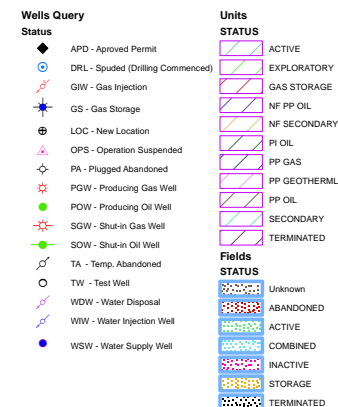 Wells Query
Status
APD - Aproved Permit
DRL - Spuded (Drilling Commenced)
GIW - Gas Injection
GS - Gas Storage
LOC - New Location
OPS - Operation Suspended
PA - Plugged Abandoned
PGW - Producing Gas Well
POW - Producing Oil Well
SGW - Shut-in Gas Well
SOW - Shut-in Oil Well
TA - Temp. Abandoned
TW - Test Well
WDW - Water Disposal
WIW - Water Injection Well
WSW - Water Supply Well
Units
STATUS
ACTIVE
EXPLORATORY
GAS STORAGE
NF PP OIL
NF SECONDARY
PI OIL
PP GAS
PP GEOTHERML
PP OIL
SECONDARY
TERMINATED
Fields
STATUS
Unknown
ABANDONED
ACTIVE
COMBINED
INACTIVE
STORAGE
TERMINATED